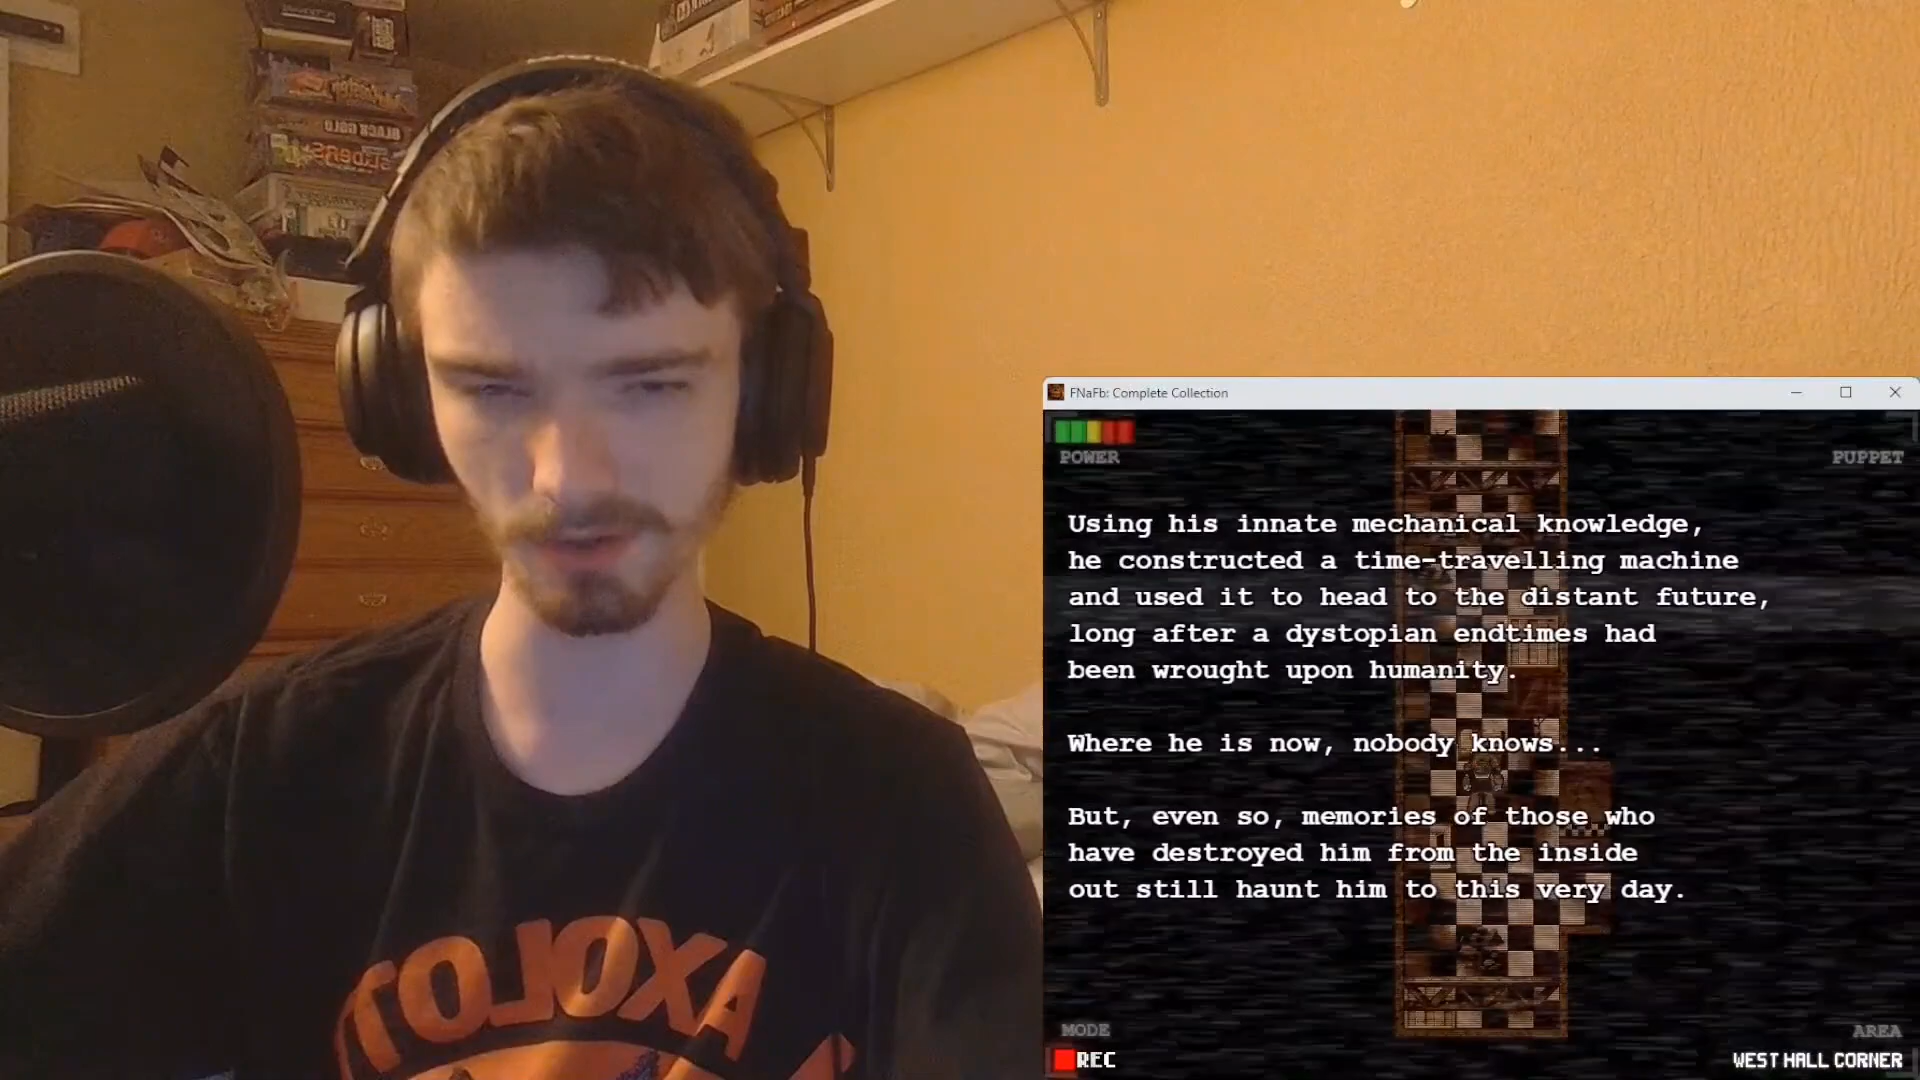 BLACK GOLD
AXOLOT
FNaFb: Complete Collection
POWER
PUPPET
Using his innate mechanical knowledge,
he constructed a time-travelling machine
and used it to head to the distant future,
long after a dystopian endtimes had
been wrought upon humanity.
Where he is now, nobody knows...
But, even so, memories of those who
have destroyed him from the inside
out still haunt him to this very day.
MODE
AREA
REC
WEST HALL CORNER